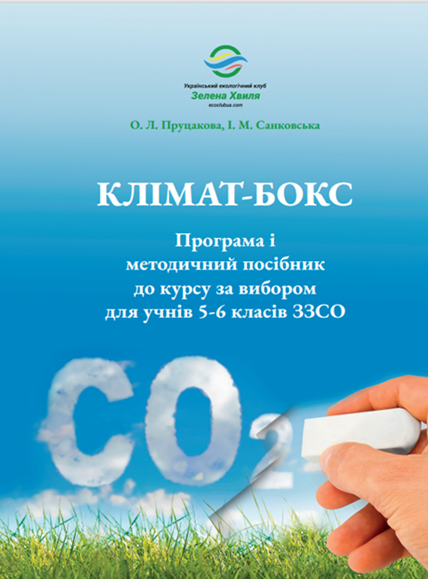 Український екологічний клуб
Зелена Хвиля
ecoclubua.com
О. Л. Пруцакова, І. М. Санковська
КЛІМАТ-БОКС
Програма і
методичний посібник
до курсу за вибором
для учнів 5-6 класів ЗЗСО
CO2